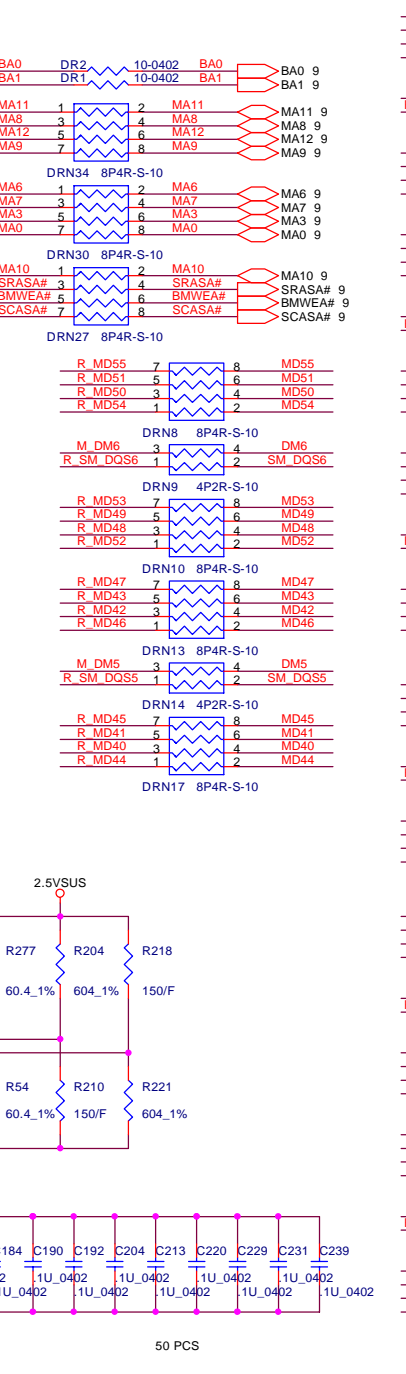 BA0 DR2 10-0402 BA0 BA0 9
BA1 DR1 10-0402 BA1 BA1 9
MA11 1 2 MA11 MA11 9
MA8 3 4 MA8 MA8 9
MA12 5 6 MA12 MA12 9
MA9 7 8 MA9 MA9 9
DRN34 8P4R-S-10
MA6 1 2 MA6 MA6 9
MA7 3 4 MA7 MA7 9
MA3 5 6 MA3 MA3 9
MA0 7 8 MA0 MA0 9
DRN30 8P4R-S-10
MA10 1 2 MA10 MA10 9
SRASA# 3 4 SRASA# SRASA# 9
BMWEA# 5 6 BMWEA# BMWEA# 9
SCASA# 7 8 SCASA# SCASA# 9
DRN27 8P4R-S-10
R_MD55 7 8 MD55
R_MD51 5 6 MD51
R_MD50 3 4 MD50
R_MD54 1 2 MD54
DRN8 8P4R-S-10
M_DM6 3 4 DM6
R_SM_DQS6 1 2 SM_DQS6
DRN9 4P2R-S-10
R_MD53 7 8 MD53
R_MD49 5 6 MD49
R_MD48 3 4 MD48
R_MD52 1 2 MD52
DRN10 8P4R-S-10
R_MD47 7 8 MD47
R_MD43 5 6 MD43
R_MD42 3 4 MD42
R_MD46 1 2 MD46
DRN13 8P4R-S-10
M_DM5 3 4 DM5
R_SM_DQS5 1 2 SM_DQS5
DRN14 4P2R-S-10
R_MD45 7 8 MD45
R_MD41 5 6 MD41
R_MD40 3 4 MD40
R_MD44 1 2 MD44
DRN17 8P4R-S-10
2.5VSUS
R277 R204 R218
60.4_1% 604_1% 150/F
R54 R210 R221
60.4_1% 150/F 604_1%
184 C190 C192 C204 C213 C220 C229 C231 C239
2 .1U_0402 .1U_0402 .1U_0402 .1U_0402
1U_0402 .1U_0402 .1U_0402 .1U_0402 .1U_0402
50 PCS